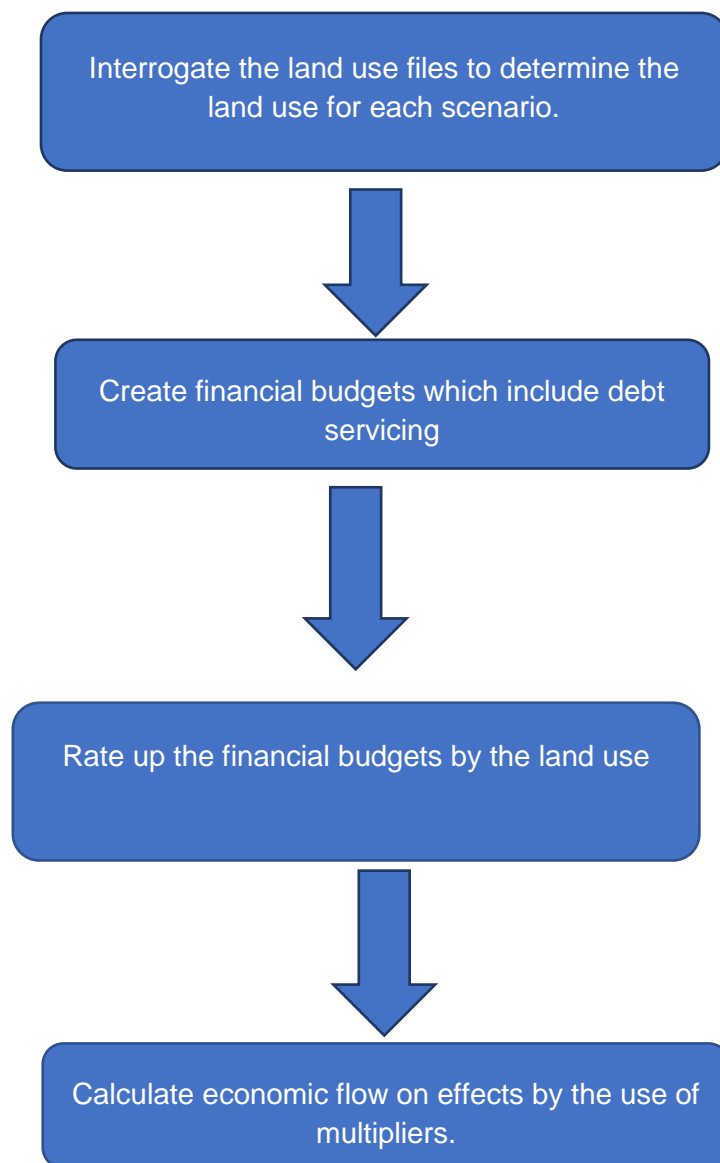 Interrogate the land use files to determine the
land use for each scenario.
Create financial budgets which include debt
servicing
Rate up the financial budgets by the land use
Calculate economic flow on effects by the use of
multipliers.